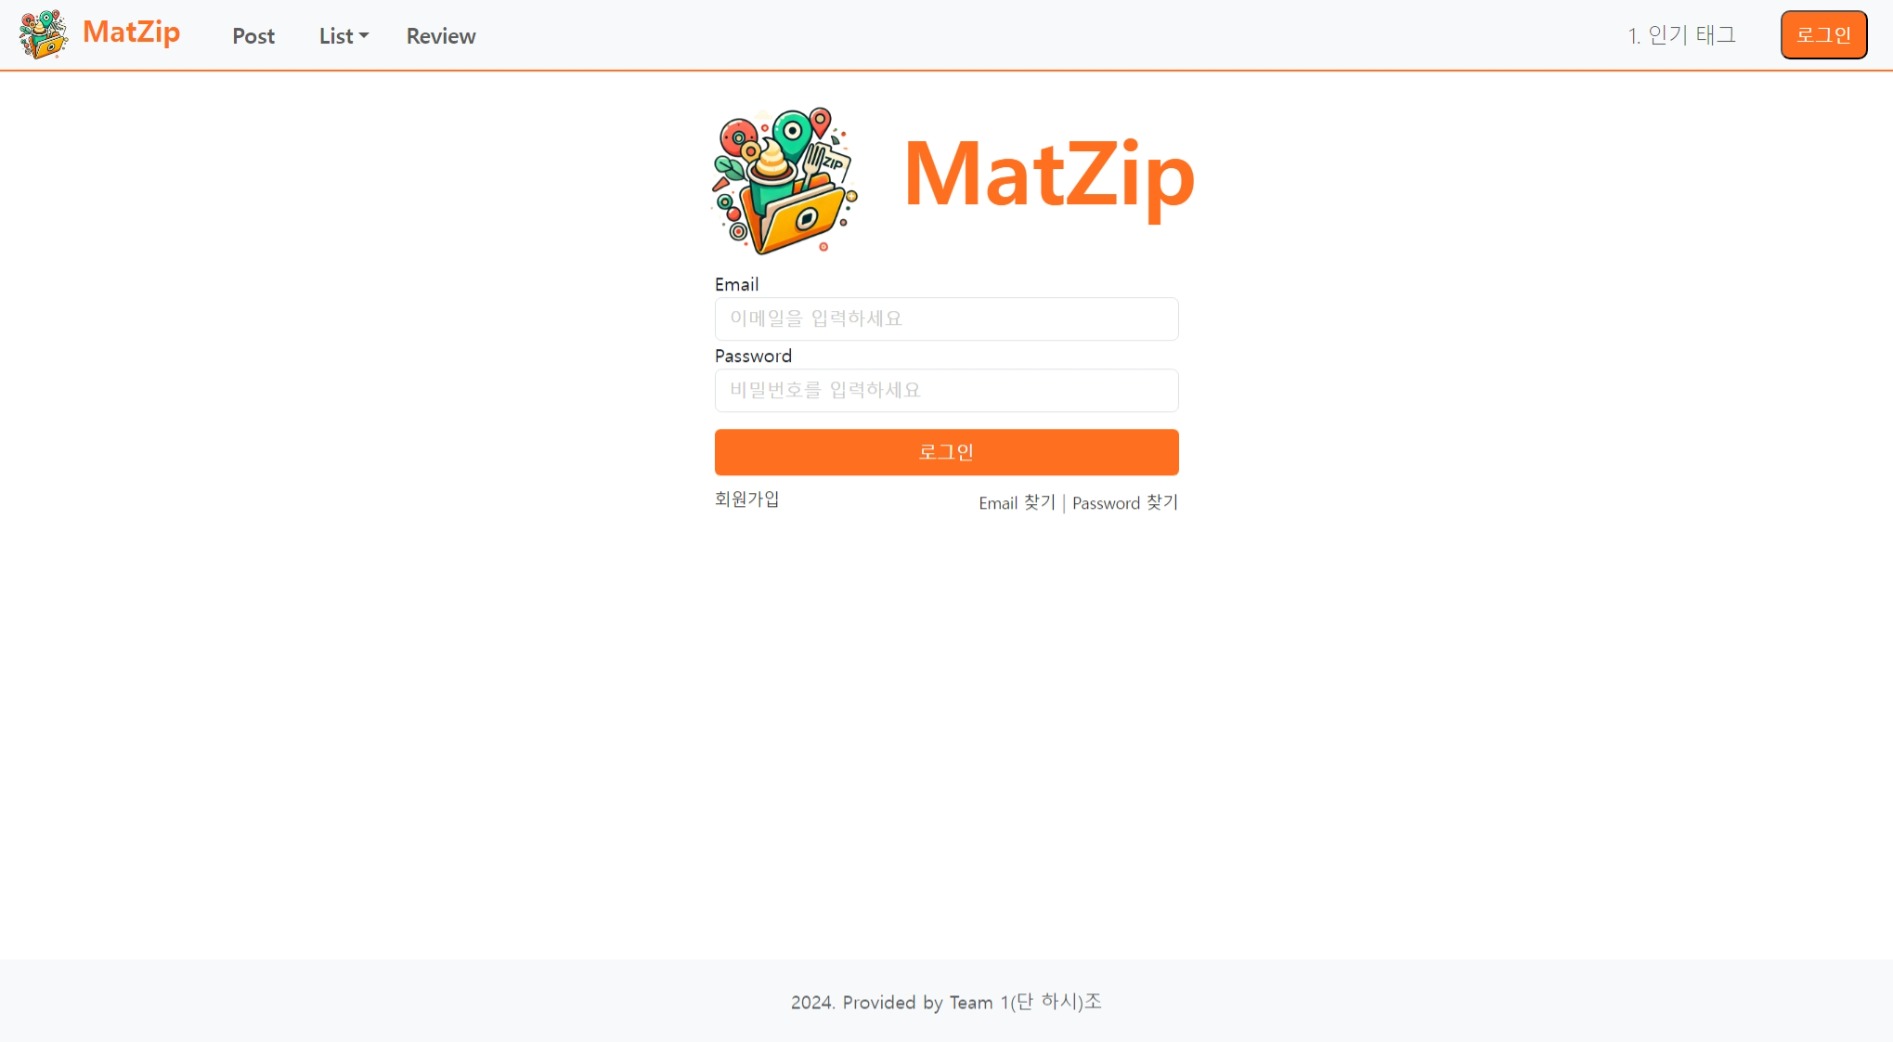 MatZip Post List Review 1. 인기 태그 로그인
ZIP
MatZip
Email
이메일을 입력하세요
Password
비밀번호를 입력하세요
로그인
회원가입 Email 찾기 | Password 찾기
2024. Provided by Team 1(단 하시)조